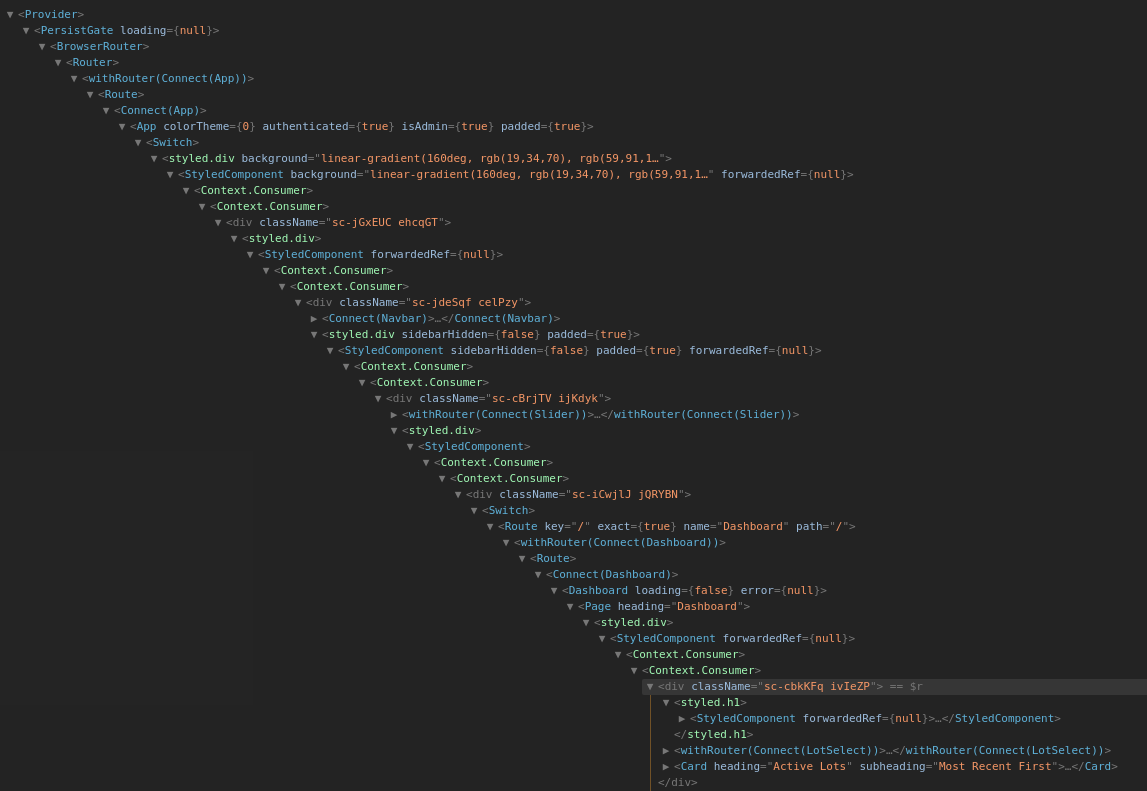 ▼ <Provider>
▼ <PersistGate loading={null}>
▼ <BrowserRouter>
▼ <Router>
▼ <withRouter(Connect(App))>
▼ <Route>
▼ <Connect(App)>
▼ <App colorTheme={0} authenticated={true} isAdmin={true} padded={true}>
▼ <Switch>
▼ <styled.div background="linear-gradient(160deg, rgb(19,34,70), rgb(59,91,1…">
▼ <StyledComponent background="linear-gradient(160deg, rgb(19,34,70), rgb(59,91,1…" forwardedRef={null}>
▼ <Context.Consumer>
▼ <Context.Consumer>
▼ <div className="sc-jGxEUC ehcqGT">
▼ <styled.div>
▼ <StyledComponent forwardedRef={null}>
▼ <Context.Consumer>
▼ <Context.Consumer>
▼ <div className="sc-jdeSqf celPzy">
▶ <Connect(Navbar)>…</Connect(Navbar)>
▼ <styled.div sidebarHidden={false} padded={true}>
▼ <StyledComponent sidebarHidden={false} padded={true} forwardedRef={null}>
▼ <Context.Consumer>
▼ <Context.Consumer>
▼ <div className="sc-cBrjTV ijKdyk">
▶ <withRouter(Connect(Slider))>…</withRouter(Connect(Slider))>
▼ <styled.div>
▼ <StyledComponent>
▼ <Context.Consumer>
▼ <Context.Consumer>
▼ <div className="sc-iCwjlJ jQRYBN">
▼ <Switch>
▼ <Route key="/" exact={true} name="Dashboard" path="/">
▼ <withRouter(Connect(Dashboard))>
▼ <Route>
▼ <Connect(Dashboard)>
▼ <Dashboard loading={false} error={null}>
▼ <Page heading="Dashboard">
▼ <styled.div>
▼ <StyledComponent forwardedRef={null}>
▼ <Context.Consumer>
▼ <Context.Consumer>
▼ <div className="sc-cbkKFq ivIeZP"> == $r
▼ <styled.h1>
▶ <StyledComponent forwardedRef={null}>…</StyledComponent>
</styled.h1>
▶ <withRouter(Connect(LotSelect))>…</withRouter(Connect(LotSelect))>
▶ <Card heading="Active Lots" subheading="Most Recent First">…</Card>
</div>